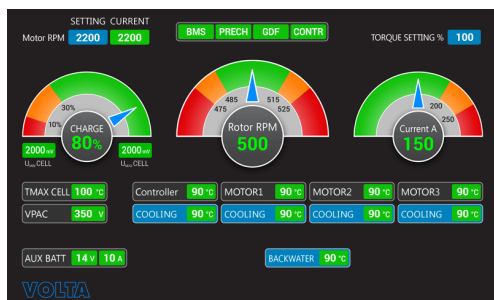 SETTING CURRENT
Motor RPM 2200 2200
BMS PRECH GDF CONTR
TORQUE SETTING % 100
10% 30%
CHARGE
80%
2000 mV 2000 mV
CELL CELL
475 485 515 525
Rotor RPM
500
200 250
Current A
150
TMAX CELL 100 °C
Controller 90 °C MOTOR1 90 °C MOTOR2 90 °C MOTOR3 90 °C
VPAC 350 V
COOLING 90 °C COOLING 90 °C COOLING 90 °C COOLING 90 °C
AUX BATT 14 V 10 A
BACKWATER 90 °C
VOLTA